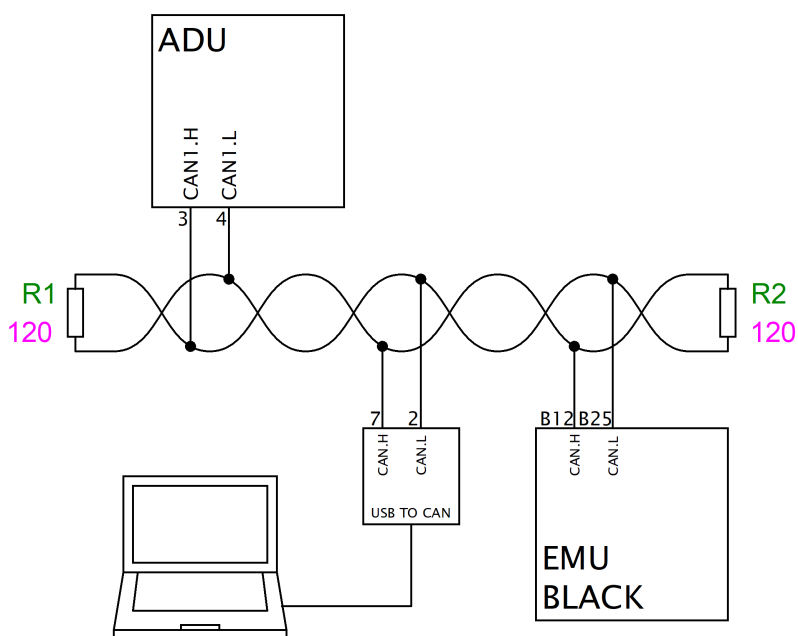 ADU
CAN1.H
CAN1.L
3
4
R1
120
R2
120
7
2
CAN.H
CAN.L
USB TO CAN
B12
B25
CAN.H
CAN.L
EMU
BLACK